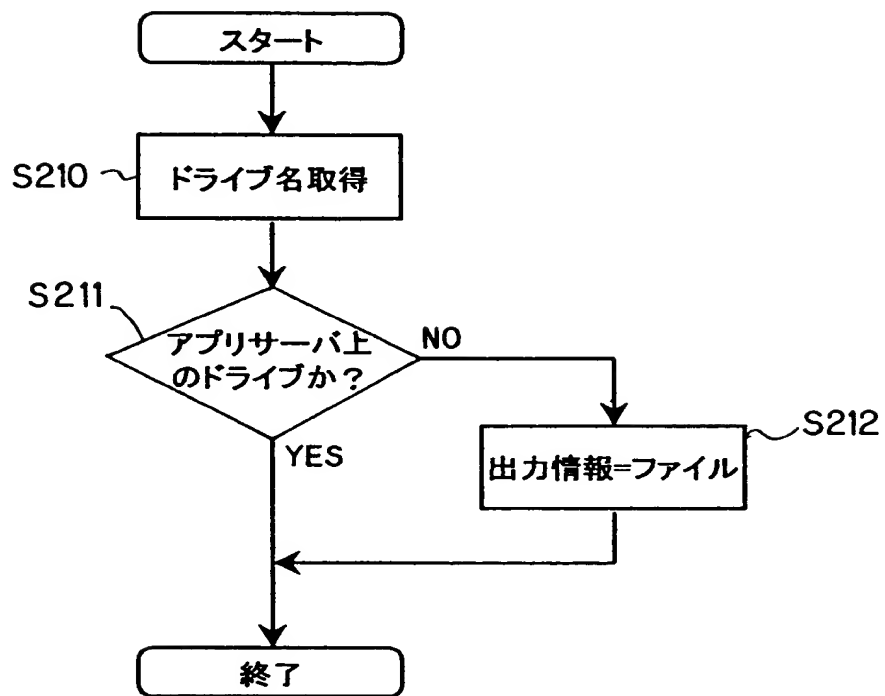 スタート
S210
ドライブ名取得
S211
アプリサーバ上
のドライブか？
NO
YES
S212
出力情報=ファイル
終了